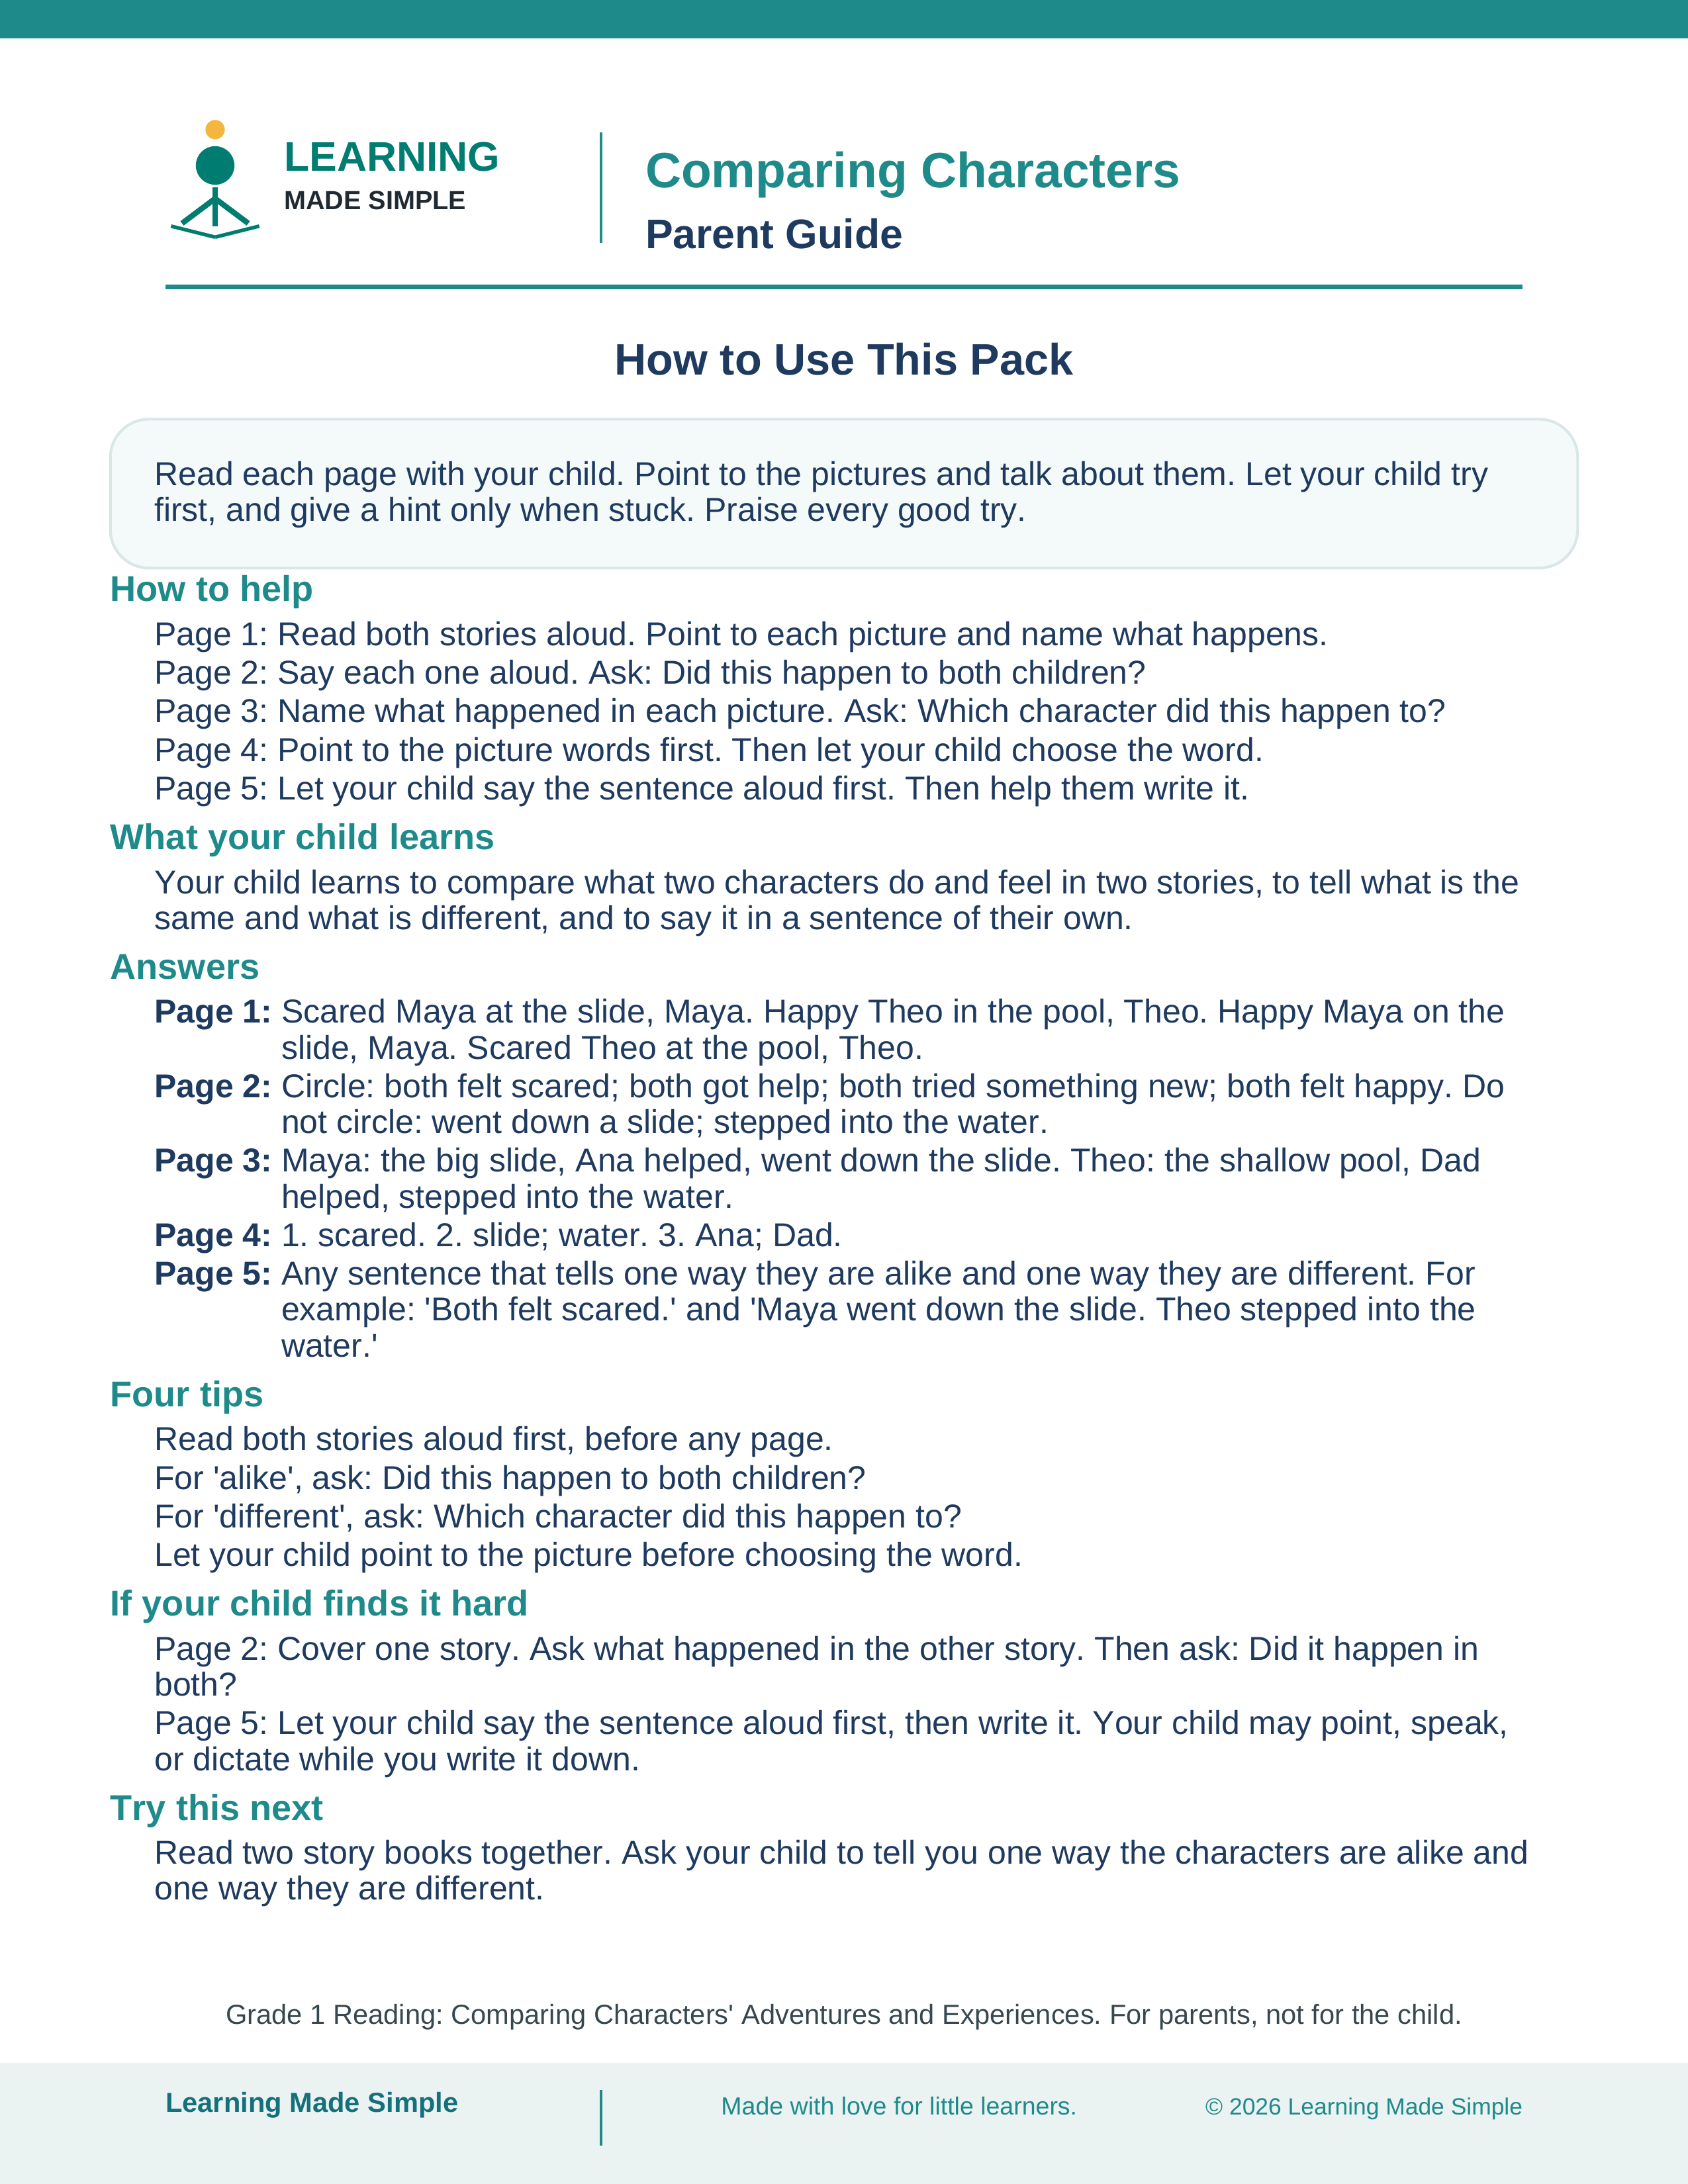 LEARNING
MADE SIMPLE
Comparing Characters
Parent Guide
How to Use This Pack
Read each page with your child. Point to the pictures and talk about them. Let your child try
first, and give a hint only when stuck. Praise every good try.
How to help
Page 1: Read both stories aloud. Point to each picture and name what happens.
Page 2: Say each one aloud. Ask: Did this happen to both children?
Page 3: Name what happened in each picture. Ask: Which character did this happen to?
Page 4: Point to the picture words first. Then let your child choose the word.
Page 5: Let your child say the sentence aloud first. Then help them write it.
What your child learns
Your child learns to compare what two characters do and feel in two stories, to tell what is the
same and what is different, and to say it in a sentence of their own.
Answers
Page 1: Scared Maya at the slide, Maya. Happy Theo in the pool, Theo. Happy Maya on the
slide, Maya. Scared Theo at the pool, Theo.
Page 2: Circle: both felt scared; both got help; both tried something new; both felt happy. Do
not circle: went down a slide; stepped into the water.
Page 3: Maya: the big slide, Ana helped, went down the slide. Theo: the shallow pool, Dad
helped, stepped into the water.
Page 4: 1. scared. 2. slide; water. 3. Ana; Dad.
Page 5: Any sentence that tells one way they are alike and one way they are different. For
example: 'Both felt scared.' and 'Maya went down the slide. Theo stepped into the
water.'
Four tips
Read both stories aloud first, before any page.
For 'alike', ask: Did this happen to both children?
For 'different', ask: Which character did this happen to?
Let your child point to the picture before choosing the word.
If your child finds it hard
Page 2: Cover one story. Ask what happened in the other story. Then ask: Did it happen in
both?
Page 5: Let your child say the sentence aloud first, then write it. Your child may point, speak,
or dictate while you write it down.
Try this next
Read two story books together. Ask your child to tell you one way the characters are alike and
one way they are different.
Grade 1 Reading: Comparing Characters' Adventures and Experiences. For parents, not for the child.
Learning Made Simple
Made with love for little learners.
© 2026 Learning Made Simple